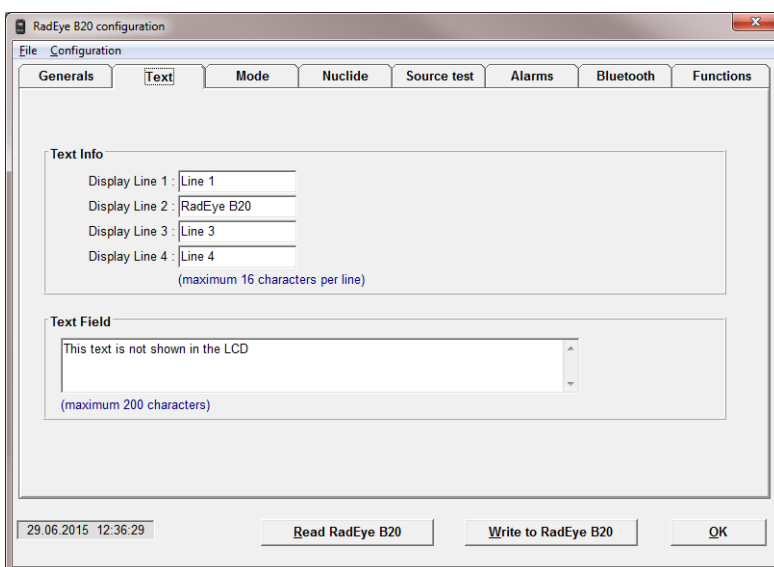 RadEye B20 configuration
x
File Configuration
Generals Text Mode Nuclide Source test Alarms Bluetooth Functions
Text Info
Display Line 1 : Line 1
Display Line 2 : RadEye B20
Display Line 3 : Line 3
Display Line 4 : Line 4
(maximum 16 characters per line)
Text Field
This text is not shown in the LCD
(maximum 200 characters)
29.06.2015 12:36:29 Read RadEye B20 Write to RadEye B20 OK